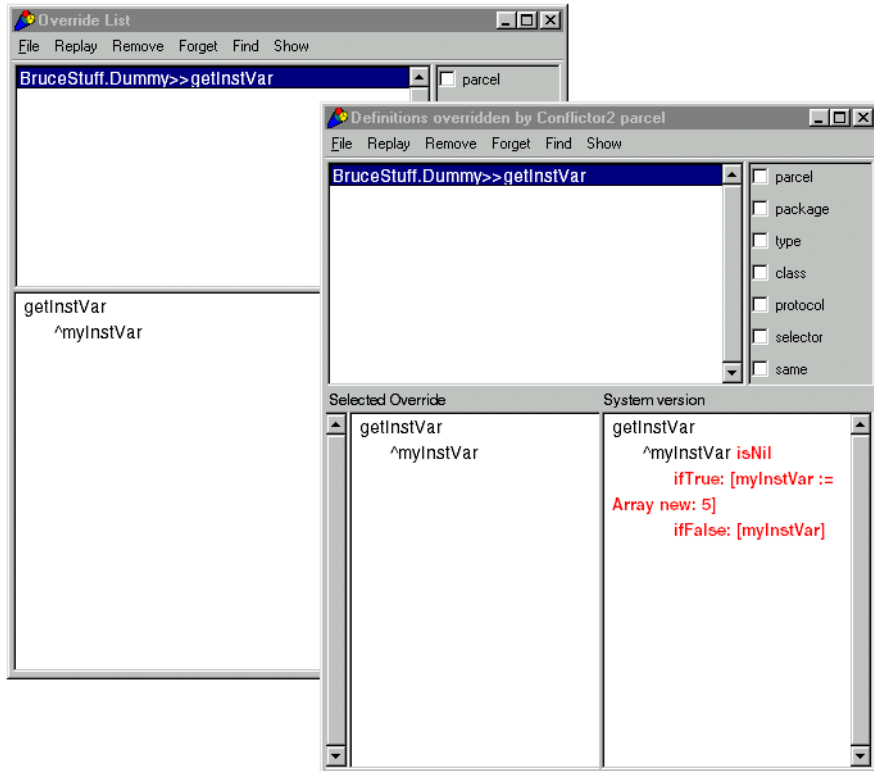 Override List
File Replay Remove Forget Find Show
BruceStuff.Dummy>>getInstVar
parcel
getInstVar
^myInstVar
Definitions overridden by Conflictor2 parcel
File Replay Remove Forget Find Show
BruceStuff.Dummy>>getInstVar
parcel
package
type
class
protocol
selector
same
Selected Override
System version
getInstVar
^myInstVar
getInstVar
^myInstVar isNil
ifTrue: [myInstVar :=
Array new: 5]
ifFalse: [myInstVar]